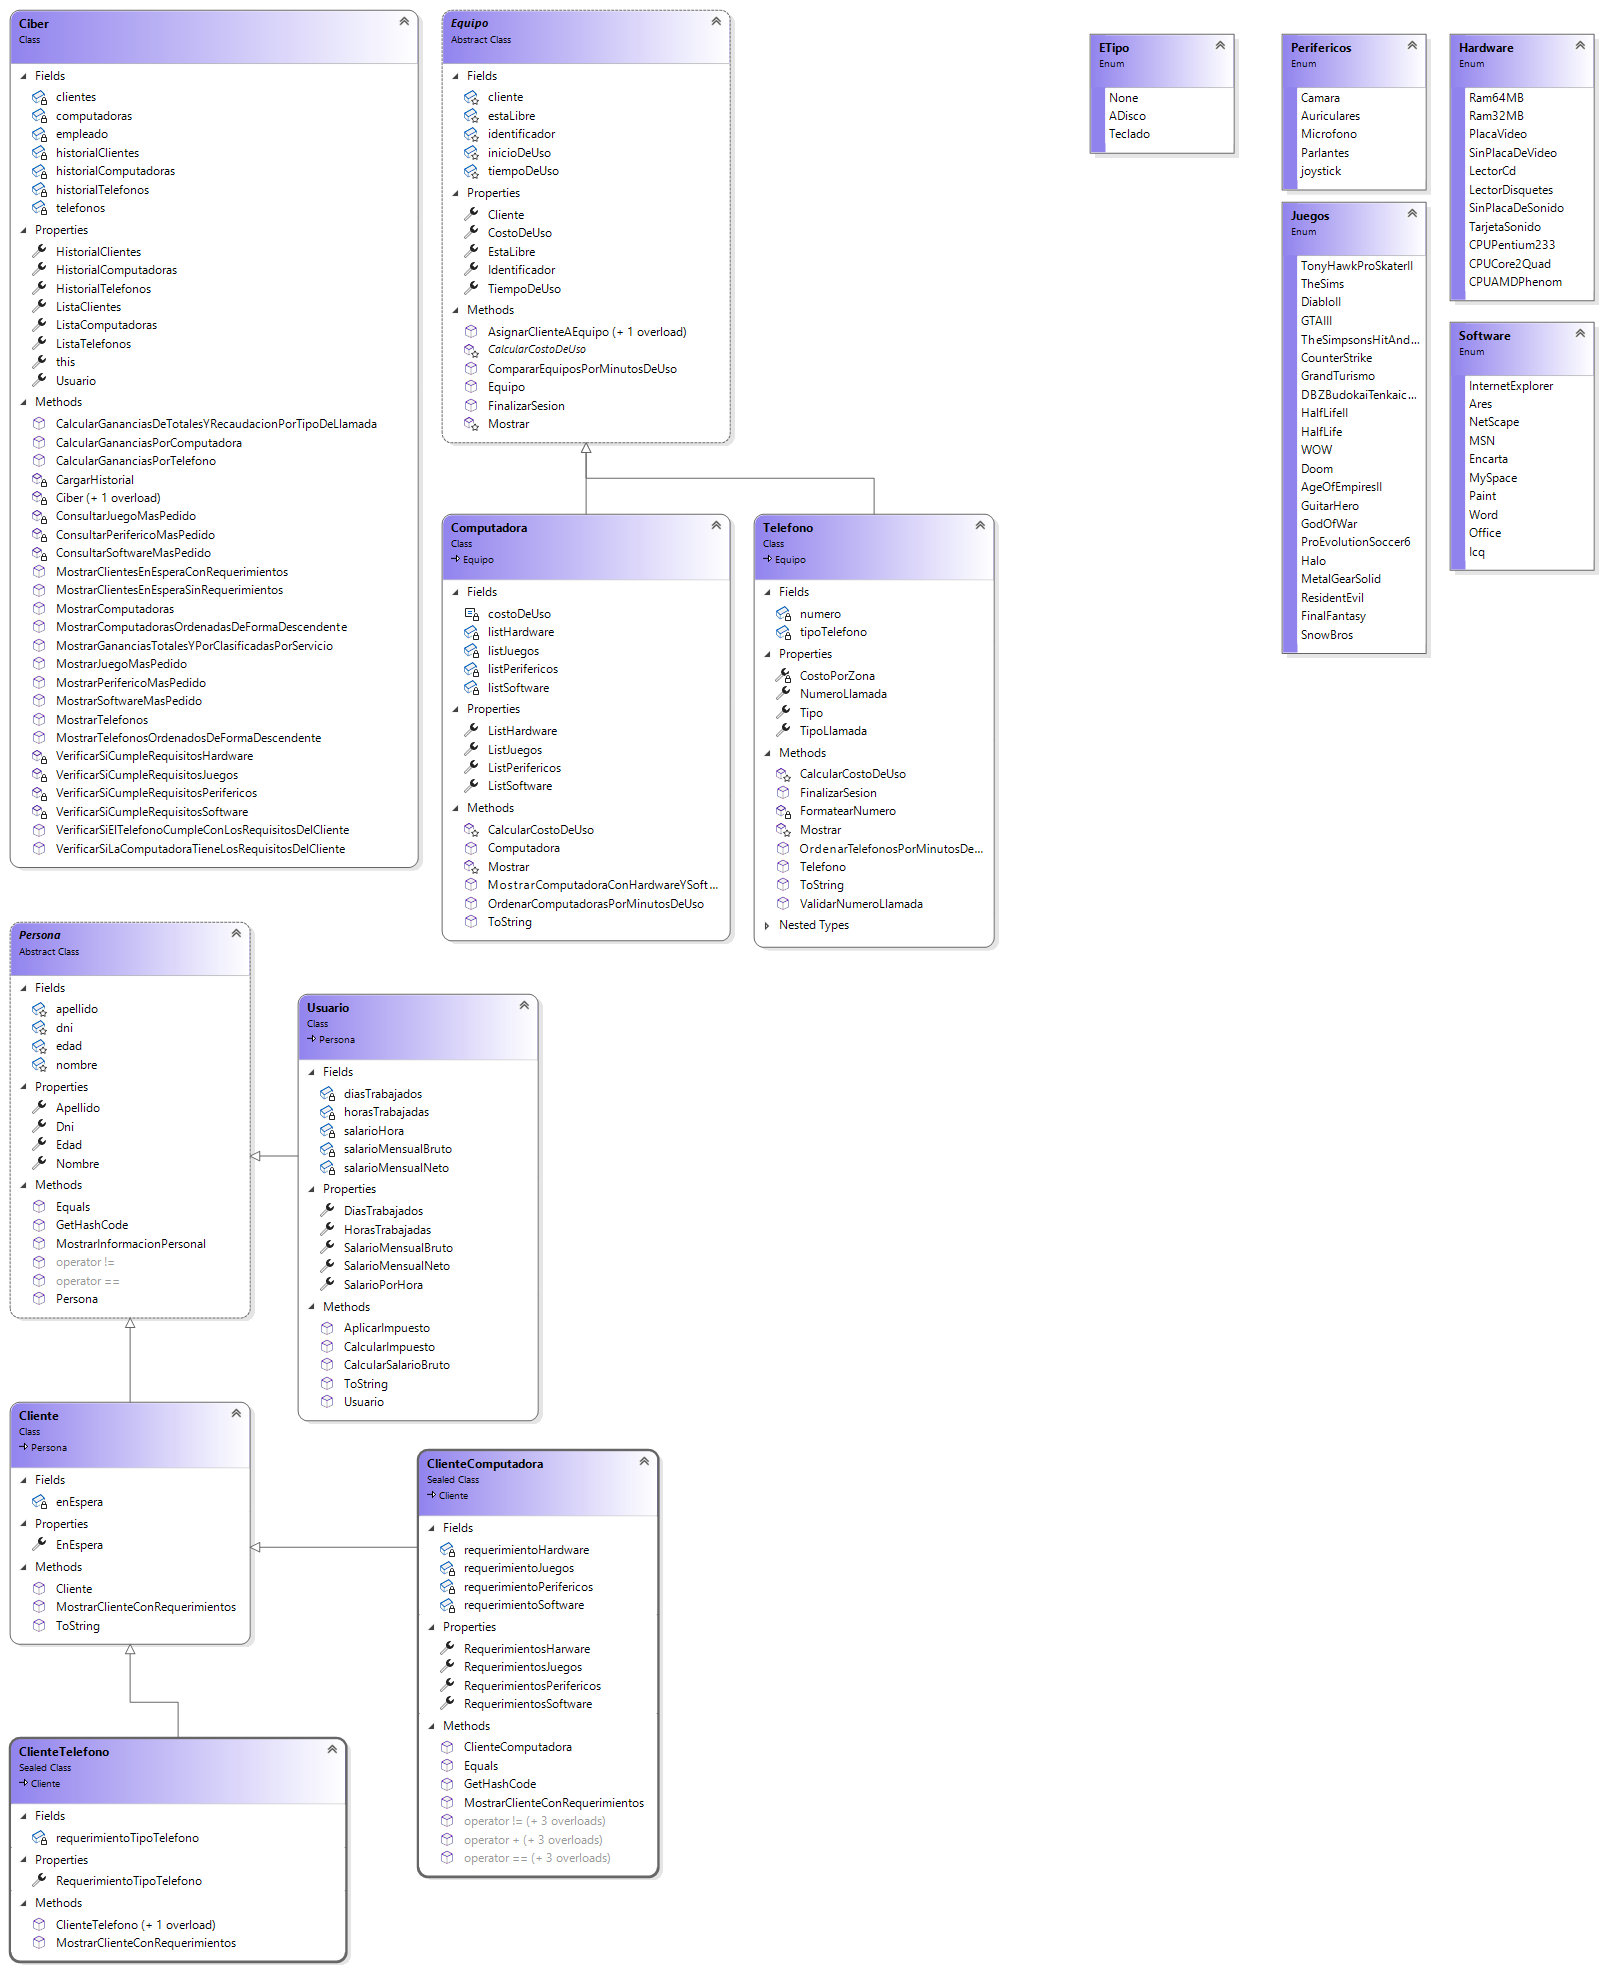 Ciber
Class
Fields
clientes
computadoras
empleado
historialClientes
historialComputadoras
historialTelefonos
telefonos
Properties
HistorialClientes
HistorialComputadoras
HistorialTelefonos
ListaClientes
ListaComputadoras
ListaTelefonos
this
Usuario
Methods
CalcularGananciasDeTotalesYRecaudacionPorTipoDeLlamada
CalcularGananciasPorComputadora
CalcularGananciasPorTelefono
CargarHistorial
Ciber (+ 1 overload)
ConsultarJuegoMasPedido
ConsultarPerifericoMasPedido
ConsultarSoftwareMasPedido
MostrarClientesEnEsperaConRequerimientos
MostrarClientesEnEsperaSinRequerimientos
MostrarComputadoras
MostrarComputadorasOrdenadasDeFormaDescendente
MostrarGananciasTotalesYPorClasificadasPorServicio
MostrarJuegoMasPedido
MostrarPerifericoMasPedido
MostrarSoftwareMasPedido
MostrarTelefonos
MostrarTelefonosOrdenadosDeFormaDescendente
VerificarSiCumpleRequisitosHardware
VerificarSiCumpleRequisitosJuegos
VerificarSiCumpleRequisitosPerifericos
VerificarSiCumpleRequisitosSoftware
VerificarSiElTelefonoCumpleConLosRequisitosDelCliente
VerificarSiLaComputadoraTieneLosRequisitosDelCliente
Equipo
Abstract Class
Fields
cliente
estaLibre
identificador
inicioDeUso
tiempoDeUso
Properties
Cliente
CostoDeUso
EstaLibre
Identificador
TiempoDeUso
Methods
AsignarClienteAEquipo (+ 1 overload)
CalcularCostoDeUso
CompararEquiposPorMinutosDeUso
Equipo
FinalizarSesion
Mostrar
ETipo
Enum
None
ADisco
Teclado
Perifericos
Enum
Camara
Auriculares
Microfono
Parlantes
joystick
Hardware
Enum
Ram64MB
Ram32MB
PlacaVideo
SinPlacaDeVideo
LectorCd
LectorDisquetes
SinPlacaDeSonido
TarjetaSonido
CPUPentium233
CPUCore2Quad
CPUAMDPhenom
Juegos
Enum
TonyHawkProSkaterII
TheSims
DiabloII
GTAIII
TheSimpsonsHitAnd...
CounterStrike
GranTurismo
DBZBudokaiTenkaic...
HalfLifeII
HalfLife
WOW
Doom
AgeOfEmpiresII
GuitarHero
GodOfWar
ProEvolutionSoccer6
Halo
MetalGearSolid
ResidentEvil
FinalFantasy
SnowBros
Software
Enum
InternetExplorer
Ares
NetScape
MSN
Encarta
MySpace
Paint
Word
Office
Icq
Computadora
Class
Equipo
Fields
costoDeUso
listHardware
listJuegos
listPerifericos
listSoftware
Properties
ListHardware
ListJuegos
ListPerifericos
ListSoftware
Methods
CalcularCostoDeUso
Computadora
Mostrar
MostrarComputadoraConHardwareYSoft...
OrdenarComputadorasPorMinutosDeUso
ToString
Telefono
Class
Equipo
Fields
numero
tipoTelefono
Properties
CostoPorZona
NumeroLlamada
Tipo
TipoLlamada
Methods
CalcularCostoDeUso
FinalizarSesion
FormatearNumero
Mostrar
OrdenarTelefonosPorMinutosDe...
Telefono
ToString
ValidarNumeroLlamada
Nested Types
Persona
Abstract Class
Fields
apellido
dni
edad
nombre
Properties
Apellido
Dni
Edad
Nombre
Methods
Equals
GetHashCode
MostrarInformacionPersonal
operator !=
operator ==
Persona
Usuario
Class
Persona
Fields
diasTrabajados
horasTrabajadas
salarioHora
salarioMensualBruto
salarioMensualNeto
Properties
DiasTrabajados
HorasTrabajadas
SalarioMensualBruto
SalarioMensualNeto
SalarioPorHora
Methods
AplicarImpuesto
CalcularImpuesto
CalcularSalarioBruto
ToString
Usuario
Cliente
Class
Persona
Fields
enEspera
Properties
EnEspera
Methods
Cliente
MostrarClienteConRequerimientos
ToString
ClienteComputadora
Sealed Class
Cliente
Fields
requerimientoHardware
requerimientoJuegos
requerimientoPerifericos
requerimientoSoftware
Properties
RequerimientosHarware
RequerimientosJuegos
RequerimientosPerifericos
RequerimientosSoftware
Methods
ClienteComputadora
Equals
GetHashCode
MostrarClienteConRequerimientos
operator != (+ 3 overloads)
operator + (+ 3 overloads)
operator == (+ 3 overloads)
ClienteTelefono
Sealed Class
Cliente
Fields
requerimientoTipoTelefono
Properties
RequerimientoTipoTelefono
Methods
ClienteTelefono (+ 1 overload)
MostrarClienteConRequerimientos